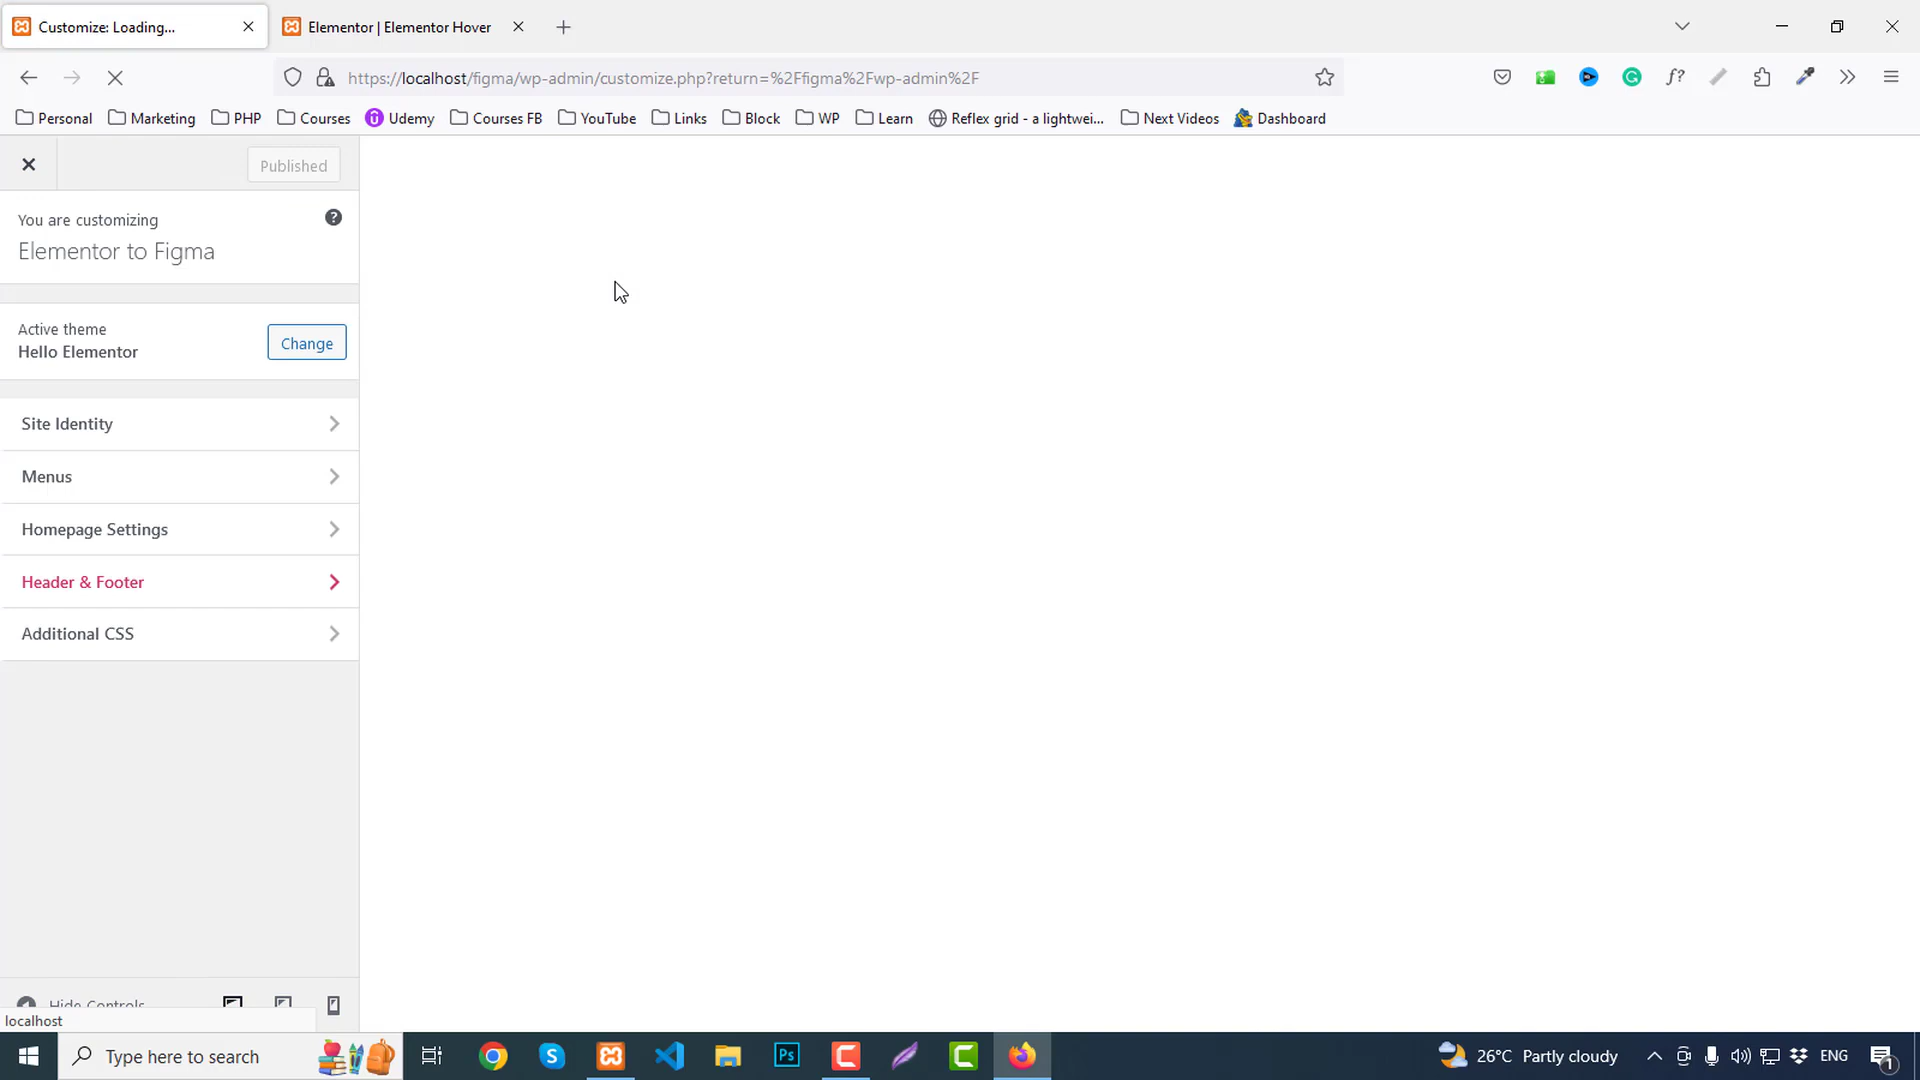 Customize: Loading...
Elementor | Elementor Hover
https://localhost/figma/wp-admin/customize.php?return=%2Ffigma%2Fwp-admin%2F
Personal Marketing PHP Courses Udemy Courses FB YouTube Links Block WP Learn Reflex grid - a lightwei... Next Videos Dashboard
Published
You are customizing
Elementor to Figma
Active theme
Hello Elementor
Change
Site Identity
Menus
Homepage Settings
Header & Footer
Additional CSS
Hide Controls
localhost
Type here to search
26°C Partly cloudy
ENG
1